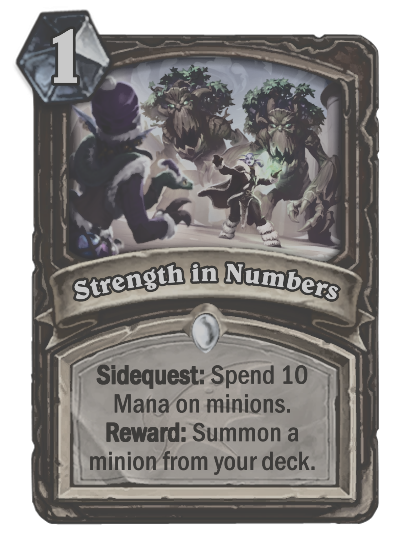 1
Strength in Numbers
Sidequest: Spend 10
Mana on minions.
Reward: Summon a
minion from your deck.